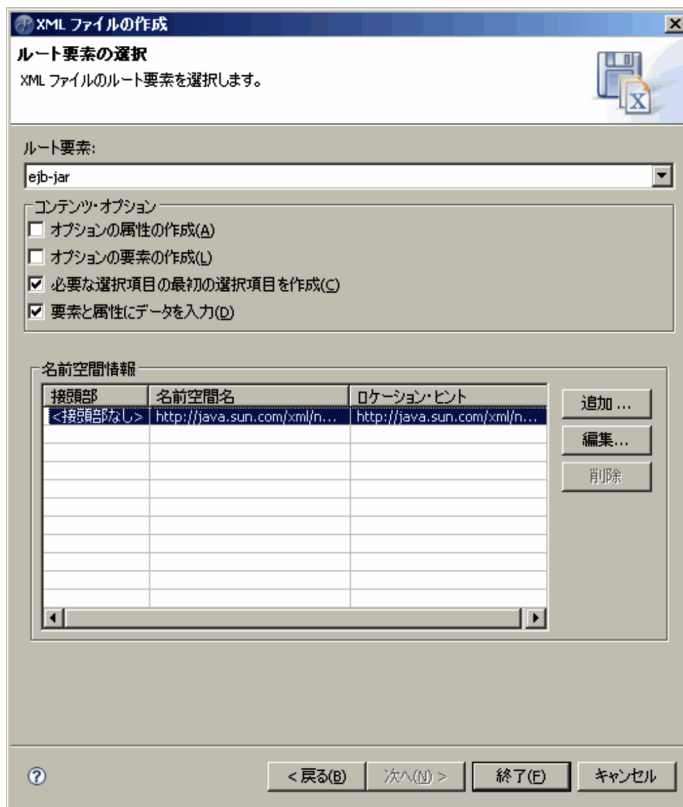 XML ファイルの作成
ルート要素の選択
XML ファイルのルート要素を選択します。
ルート要素:
ejb-jar
コンテンツ・オプション
オプションの属性の作成(A)
オプションの要素の作成(L)
必要な選択項目の最初の選択項目を作成(C)
要素と属性にデータを入力(D)
名前空間情報
接頭部 名前空間名 ロケーション・ヒント
<接頭部なし> http://java.sun.com/xml/n... http://java.sun.com/xml/n...
追加 ...
編集...
削除
< 戻る(B) 次へ(N) > 終了(F) キャンセル